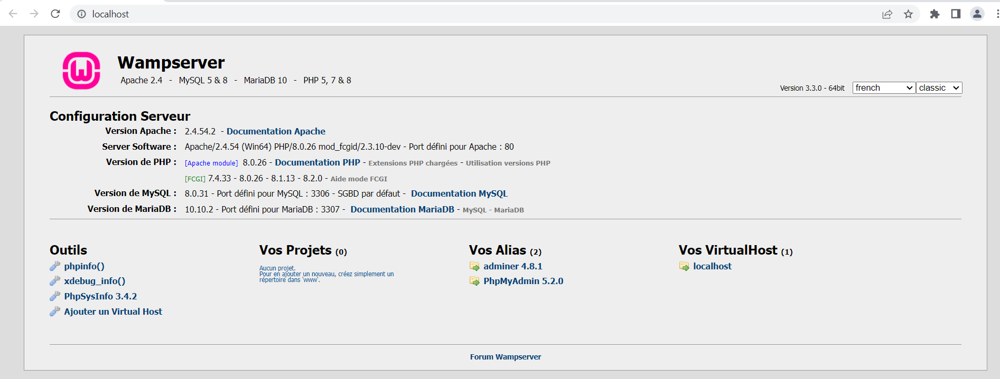 localhost
Wampserver
Apache 2.4 - MySQL 5 & 8 - MariaDB 10 - PHP 5, 7 & 8
Version 3.3.0 - 64bit french classic
Configuration Serveur
Version Apache : 2.4.54.2 - Documentation Apache
Server Software : Apache/2.4.54 (Win64) PHP/8.0.26 mod_fcgid/2.3.10-dev - Port défini pour Apache : 80
Version de PHP : [Apache module] 8.0.26 - Documentation PHP - Extensions PHP chargées - Utilisation versions PHP
[FCGI] 7.4.33 - 8.0.26 - 8.1.13 - 8.2.0 - Aide mode FCGI
Version de MySQL : 8.0.31 - Port défini pour MySQL : 3306 - SGBD par défaut - Documentation MySQL
Version de MariaDB : 10.10.2 - Port défini pour MariaDB : 3307 - Documentation MariaDB - MySQL - MariaDB
Outils
phpinfo()
xdebug_info()
PhpSysInfo 3.4.2
Ajouter un Virtual Host
Vos Projets (0)
Aucun projet.
Pour en ajouter un nouveau, créez simplement un
répertoire dans 'www'.
Vos Alias (2)
adminer 4.8.1
PhpMyAdmin 5.2.0
Vos VirtualHost (1)
localhost
Forum Wampserver